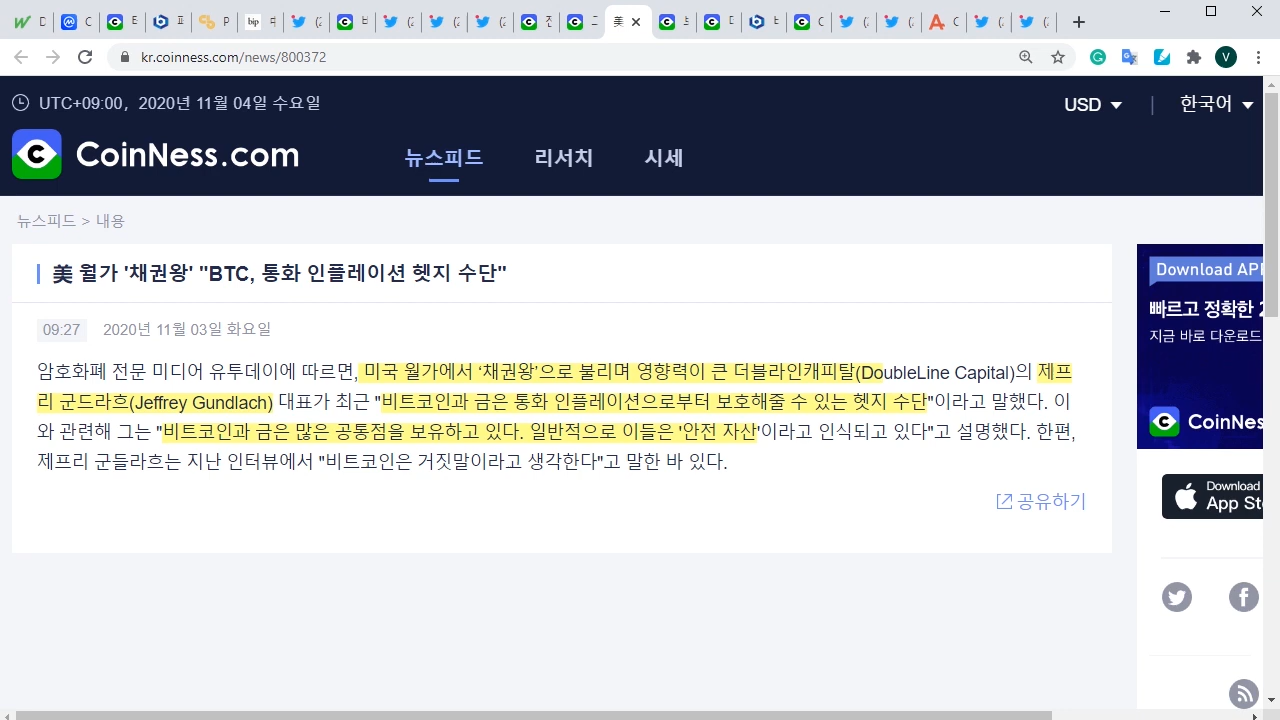 kr.coinness.com/news/800372
V
UTC+09:00, 2020년 11월 04일 수요일
USD
한국어
CoinNess.com
뉴스피드
리서치
시세
뉴스피드 > 내용
美 월가 '채권왕' "BTC, 통화 인플레이션 헷지 수단"
09:27 2020년 11월 03일 화요일
암호화폐 전문 미디어 유투데이에 따르면, 미국 월가에서 ‘채권왕’으로 불리며 영향력이 큰 더블라인캐피탈(DoubleLine Capital)의 제프
리 군드라흐(Jeffrey Gundlach) 대표가 최근 "비트코인과 금은 통화 인플레이션으로부터 보호해줄 수 있는 헷지 수단"이라고 말했다. 이
와 관련해 그는 "비트코인과 금은 많은 공통점을 보유하고 있다. 일반적으로 이들은 '안전 자산'이라고 인식되고 있다"고 설명했다. 한편,
제프리 군들라흐는 지난 인터뷰에서 "비트코인은 거짓말이라고 생각한다"고 말한 바 있다.
공유하기
Download APP
빠르고 정확한
지금 바로 다운로드
CoinNess
Download
App Sto